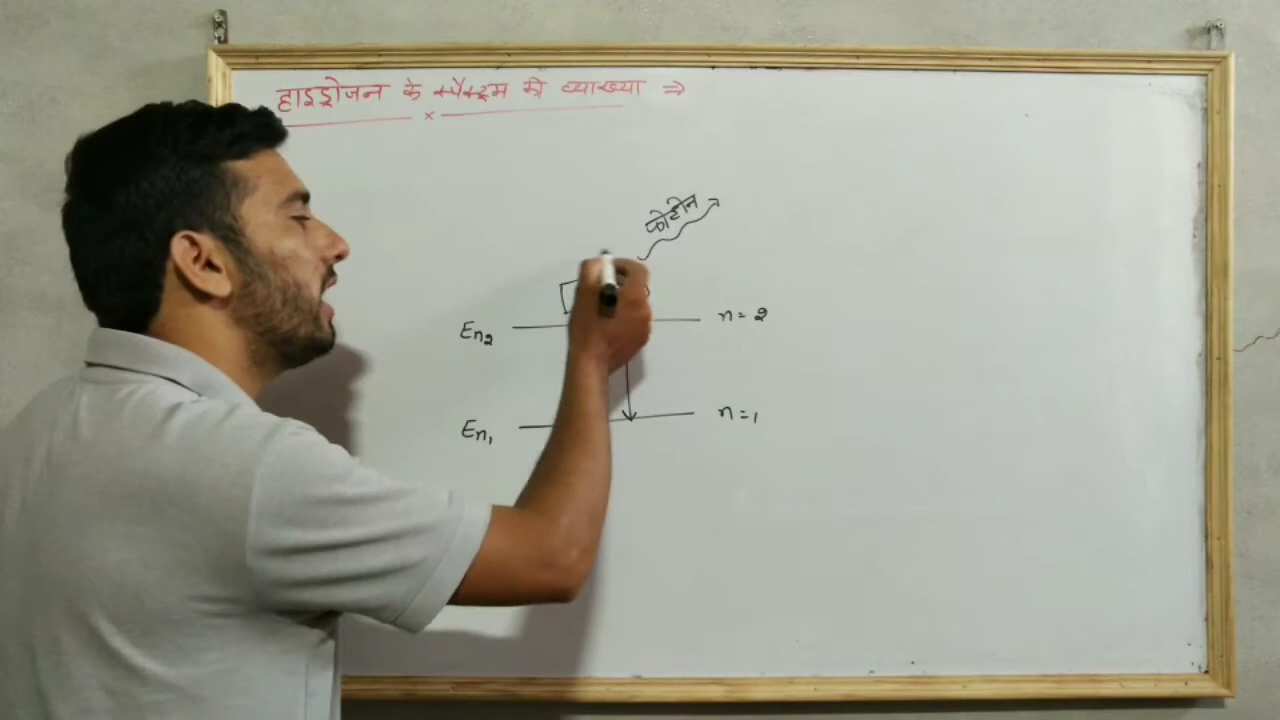 हाइड्रोजन के स्पैक्ट्रम की व्याख्या ⇒
फोटोन
En₂ n = 2
En₁ n = 1